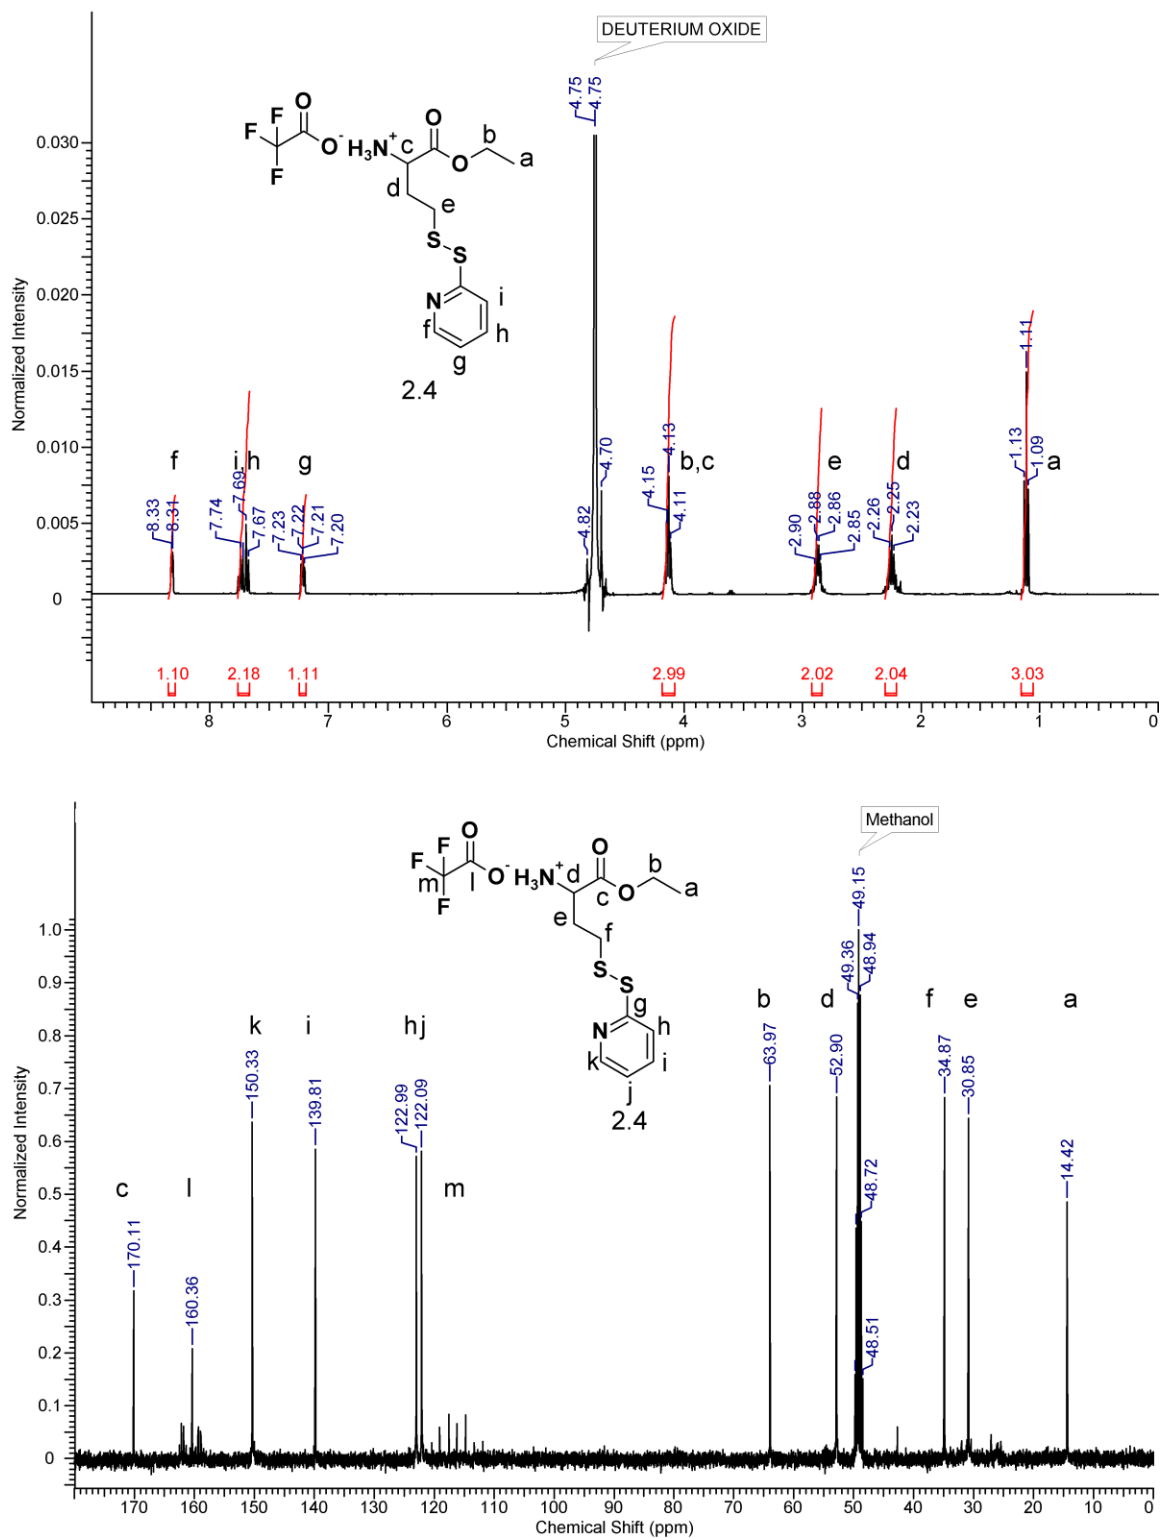 DEUTERIUM OXIDE
4.75
4.75
F
F
F
O
O-
H3N+
c
O
O
b
a
d
e
S
S
N
i
f
h
g
2.4
Normalized Intensity
0.030
0.025
0.020
0.015
0.010
0.005
0
f
i, h
g
b,c
e
d
a
8.33
8.31
7.74
7.69
7.67
7.23
7.22
7.21
7.20
4.82
4.70
4.15
4.13
4.11
2.90
2.88
2.86
2.85
2.26
2.25
2.23
1.13
1.11
1.09
1.10
2.18
1.11
2.99
2.02
2.04
3.03
8 7 6 5 4 3 2 1 0
Chemical Shift (ppm)
Methanol
F
F
F
m
l
O
O-
H3N+
d
O
c
O
b
a
e
f
S
S
g
N
h
k
i
j
2.4
Normalized Intensity
1.0
0.9
0.8
0.7
0.6
0.5
0.4
0.3
0.2
0.1
0
c
l
k
i
h j
m
b
d
f
e
a
170.11
160.36
150.33
139.81
122.99
122.09
63.97
52.90
49.36
49.15
48.94
48.72
48.51
34.87
30.85
14.42
170 160 150 140 130 120 110 100 90 80 70 60 50 40 30 20 10 0
Chemical Shift (ppm)